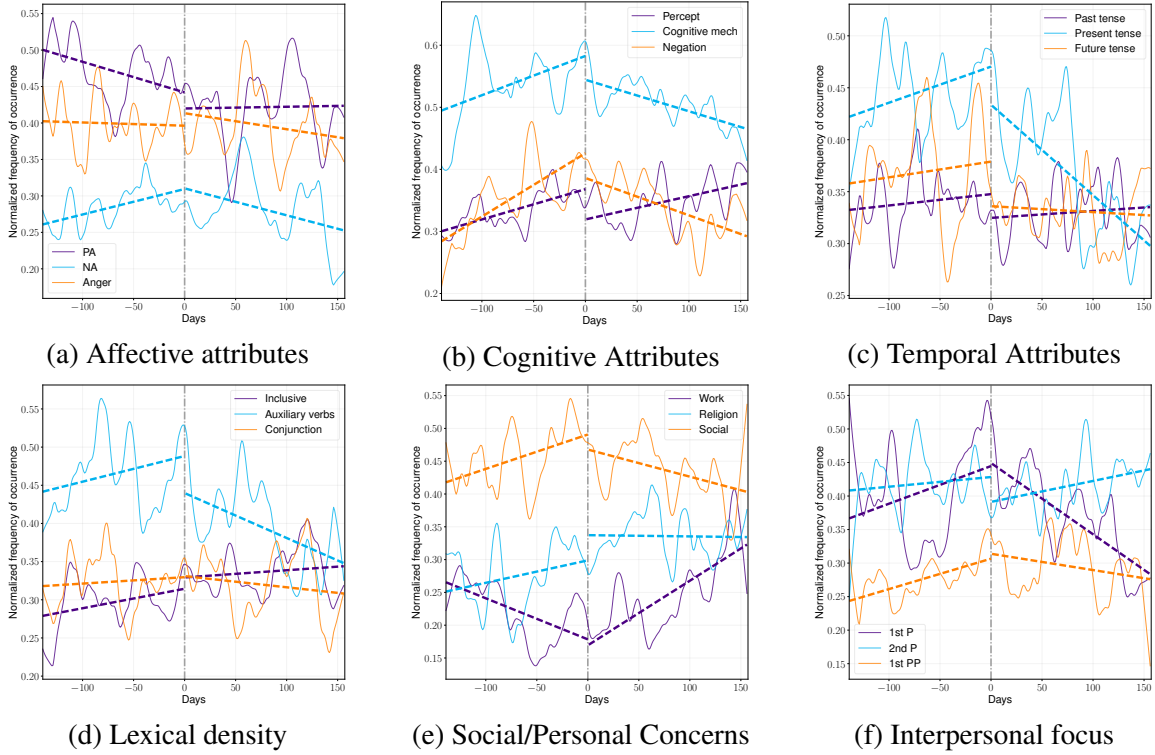 Normalized frequency of occurrence
0.55
0.50
0.45
0.40
0.35
0.30
0.25
0.20
PA
NA
Anger
−100
−50
0
50
100
150
Days
(a) Affective attributes
Normalized frequency of occurrence
0.6
0.5
0.4
0.3
0.2
Percept
Cognitive mech
Negation
−100
−50
0
50
100
150
Days
(b) Cognitive Attributes
Normalized frequency of occurrence
0.50
0.45
0.40
0.35
0.30
0.25
Past tense
Present tense
Future tense
−100
−50
0
50
100
150
Days
(c) Temporal Attributes
Normalized frequency of occurrence
0.55
0.50
0.45
0.40
0.35
0.30
0.25
0.20
Inclusive
Auxiliary verbs
Conjunction
−100
−50
0
50
100
150
Days
(d) Lexical density
Normalized frequency of occurrence
0.55
0.50
0.45
0.40
0.35
0.30
0.25
0.20
0.15
Work
Religion
Social
−100
−50
0
50
100
150
Days
(e) Social/Personal Concerns
Normalized frequency of occurrence
0.50
0.45
0.40
0.35
0.30
0.25
0.20
0.15
1st P
2nd P
1st PP
−100
−50
0
50
100
150
Days
(f) Interpersonal focus